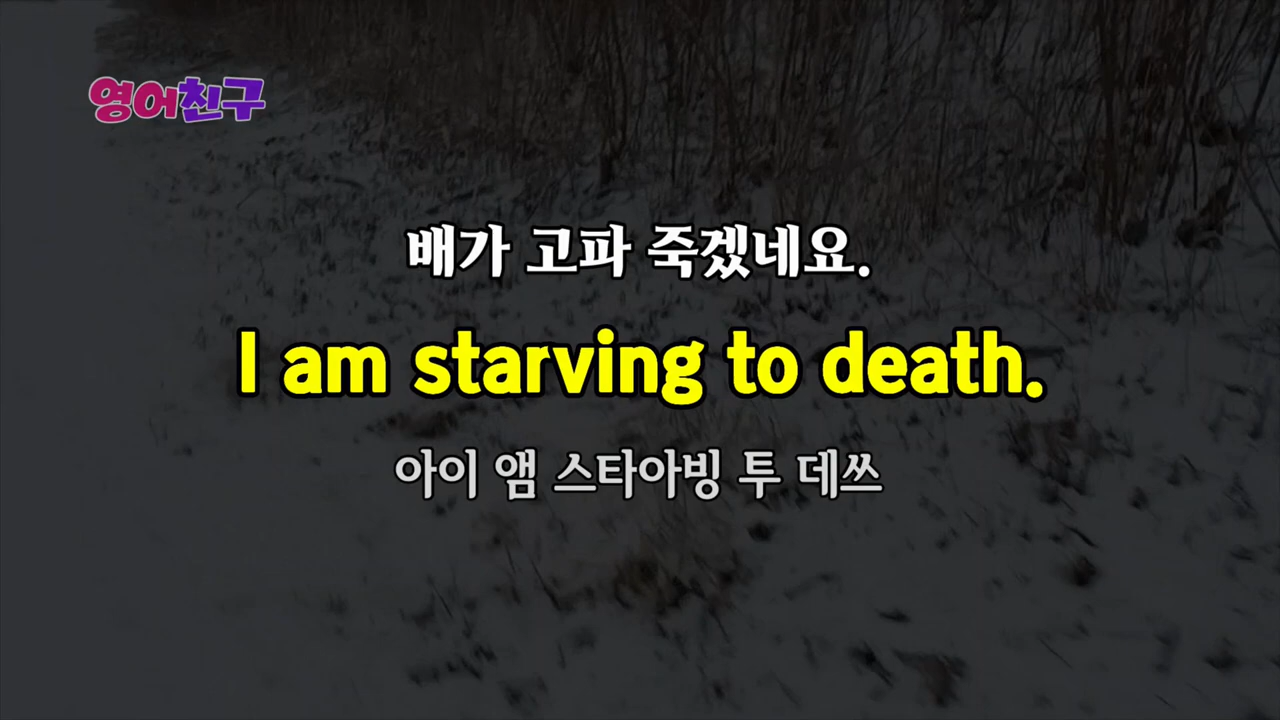 영어친구
배가 고파 죽겠네요.
I am starving to death.
아이 앰 스타아빙 투 데쓰